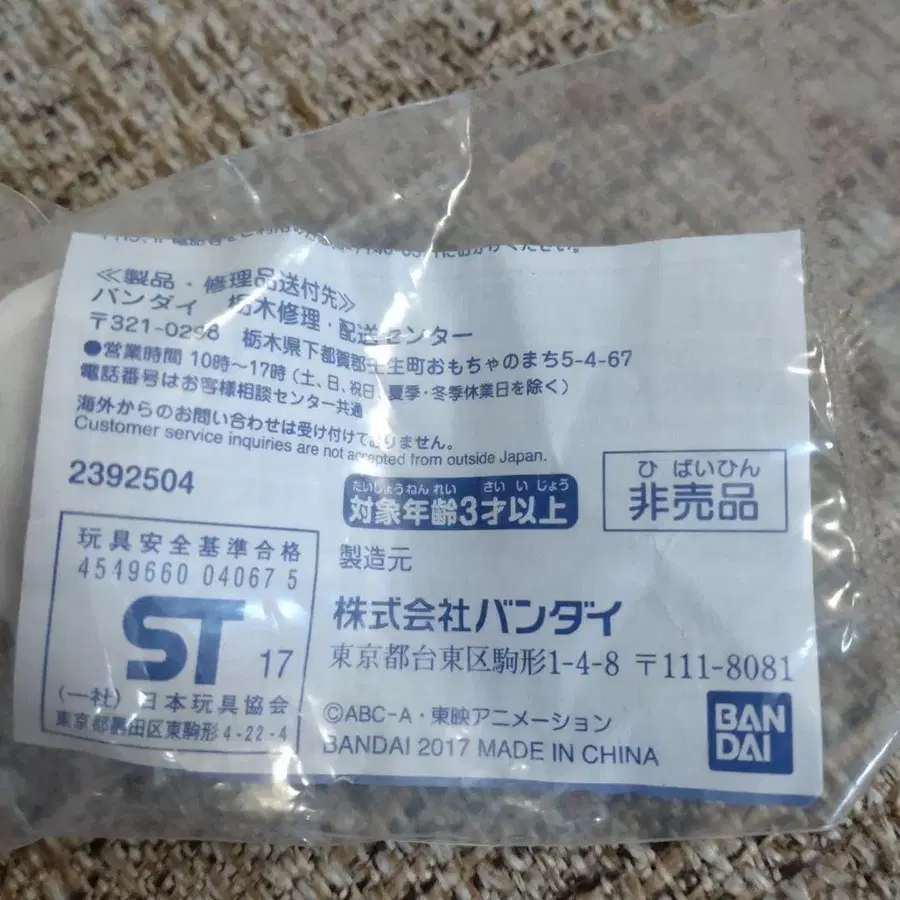 ≪製品・修理品送付先≫
バンダイ 栃木修理・配送センター
〒321-0298 栃木県下都賀郡壬生町おもちゃのまち5-4-67
●営業時間 10時～17時(土、日、祝日、夏季・冬季休業日を除く)
電話番号はお客様相談センター共通
海外からのお問い合わせは受け付けておりません。
Customer service inquiries are not accepted from outside Japan.
2392504
たいしょうねんれい さいいじょう
対象年齢3才以上
ひばいひん
非売品
玩具安全基準合格
4549660 04067 5
ST 17
(一社)日本玩具協会
東京都墨田区東駒形4-22-4
製造元
株式会社バンダイ
東京都台東区駒形1-4-8 〒111-8081
©ABC-A・東映アニメーション
BANDAI 2017 MADE IN CHINA
BAN
DAI